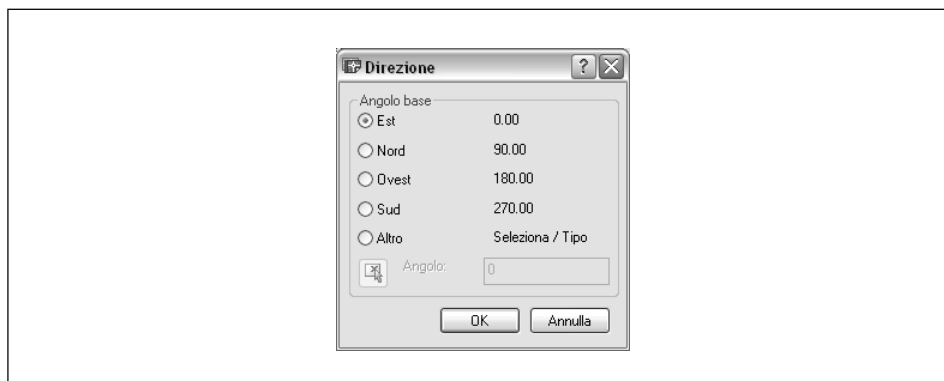 Direzione
Angolo base
Est 0.00
Nord 90.00
Ovest 180.00
Sud 270.00
Altro Seleziona / Tipo
Angolo: 0
OK Annulla